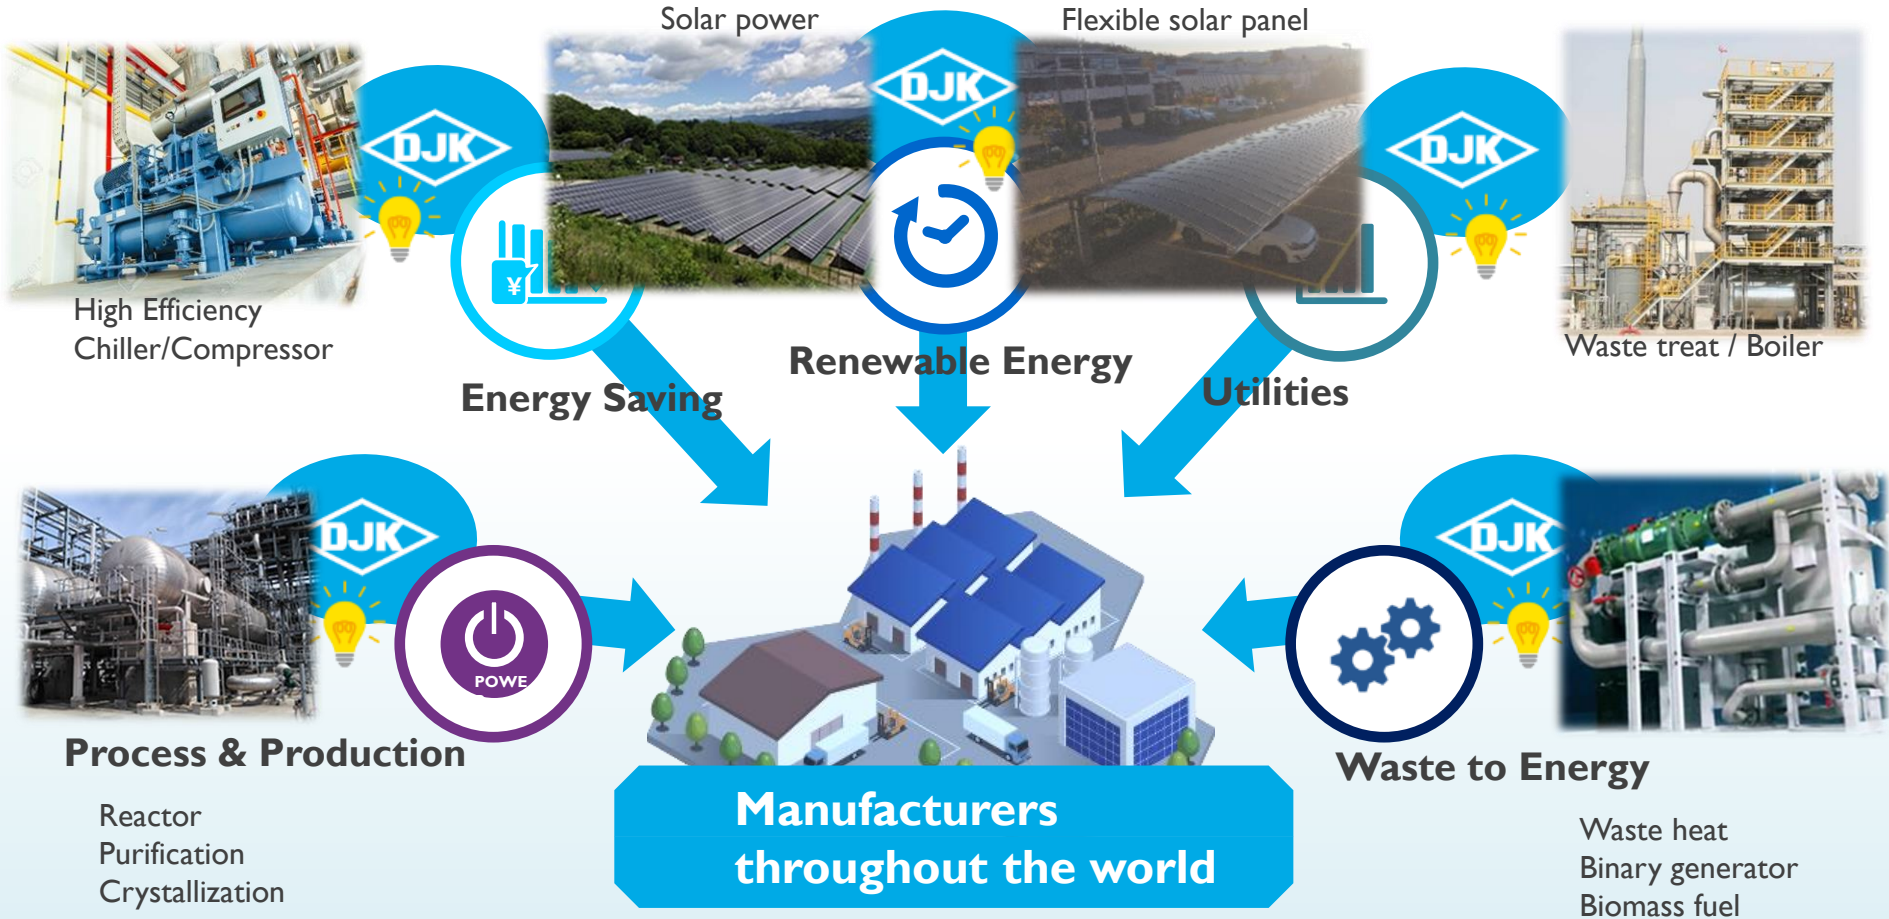 Solar power
Flexible solar panel
DJK
DJK
DJK
¥
High Efficiency
Chiller/Compressor
Waste treat / Boiler
Renewable Energy
Energy Saving
Utilities
DJK
DJK
POWE
Process & Production
Waste to Energy
Reactor
Purification
Crystallization
Manufacturers
throughout the world
Waste heat
Binary generator
Biomass fuel